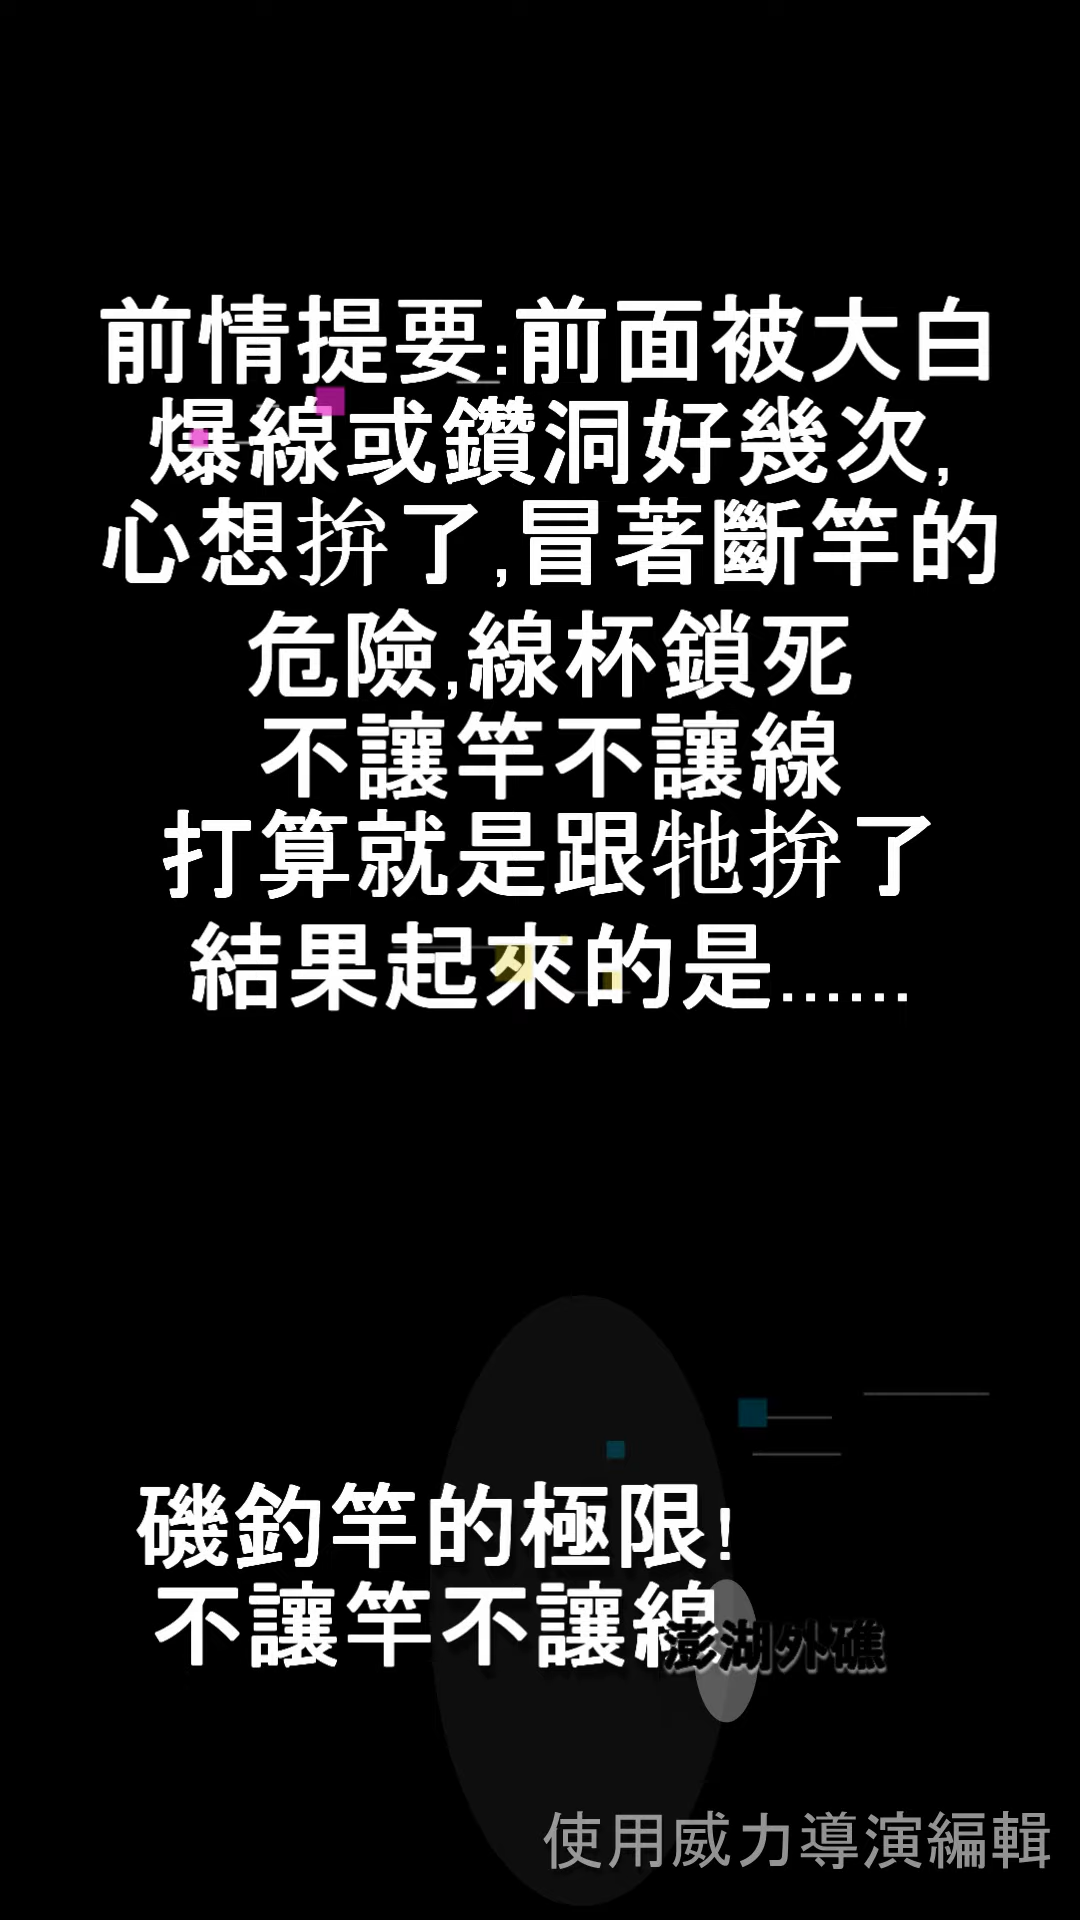 前情提要:前面被大白
爆線或鑽洞好幾次,
心想拚了,冒著斷竿的
危險,線杯鎖死
不讓竿不讓線
打算就是跟牠拚了
結果起來的是......
磯釣竿的極限!
不讓竿不讓線
澎湖外礁
使用威力導演編輯